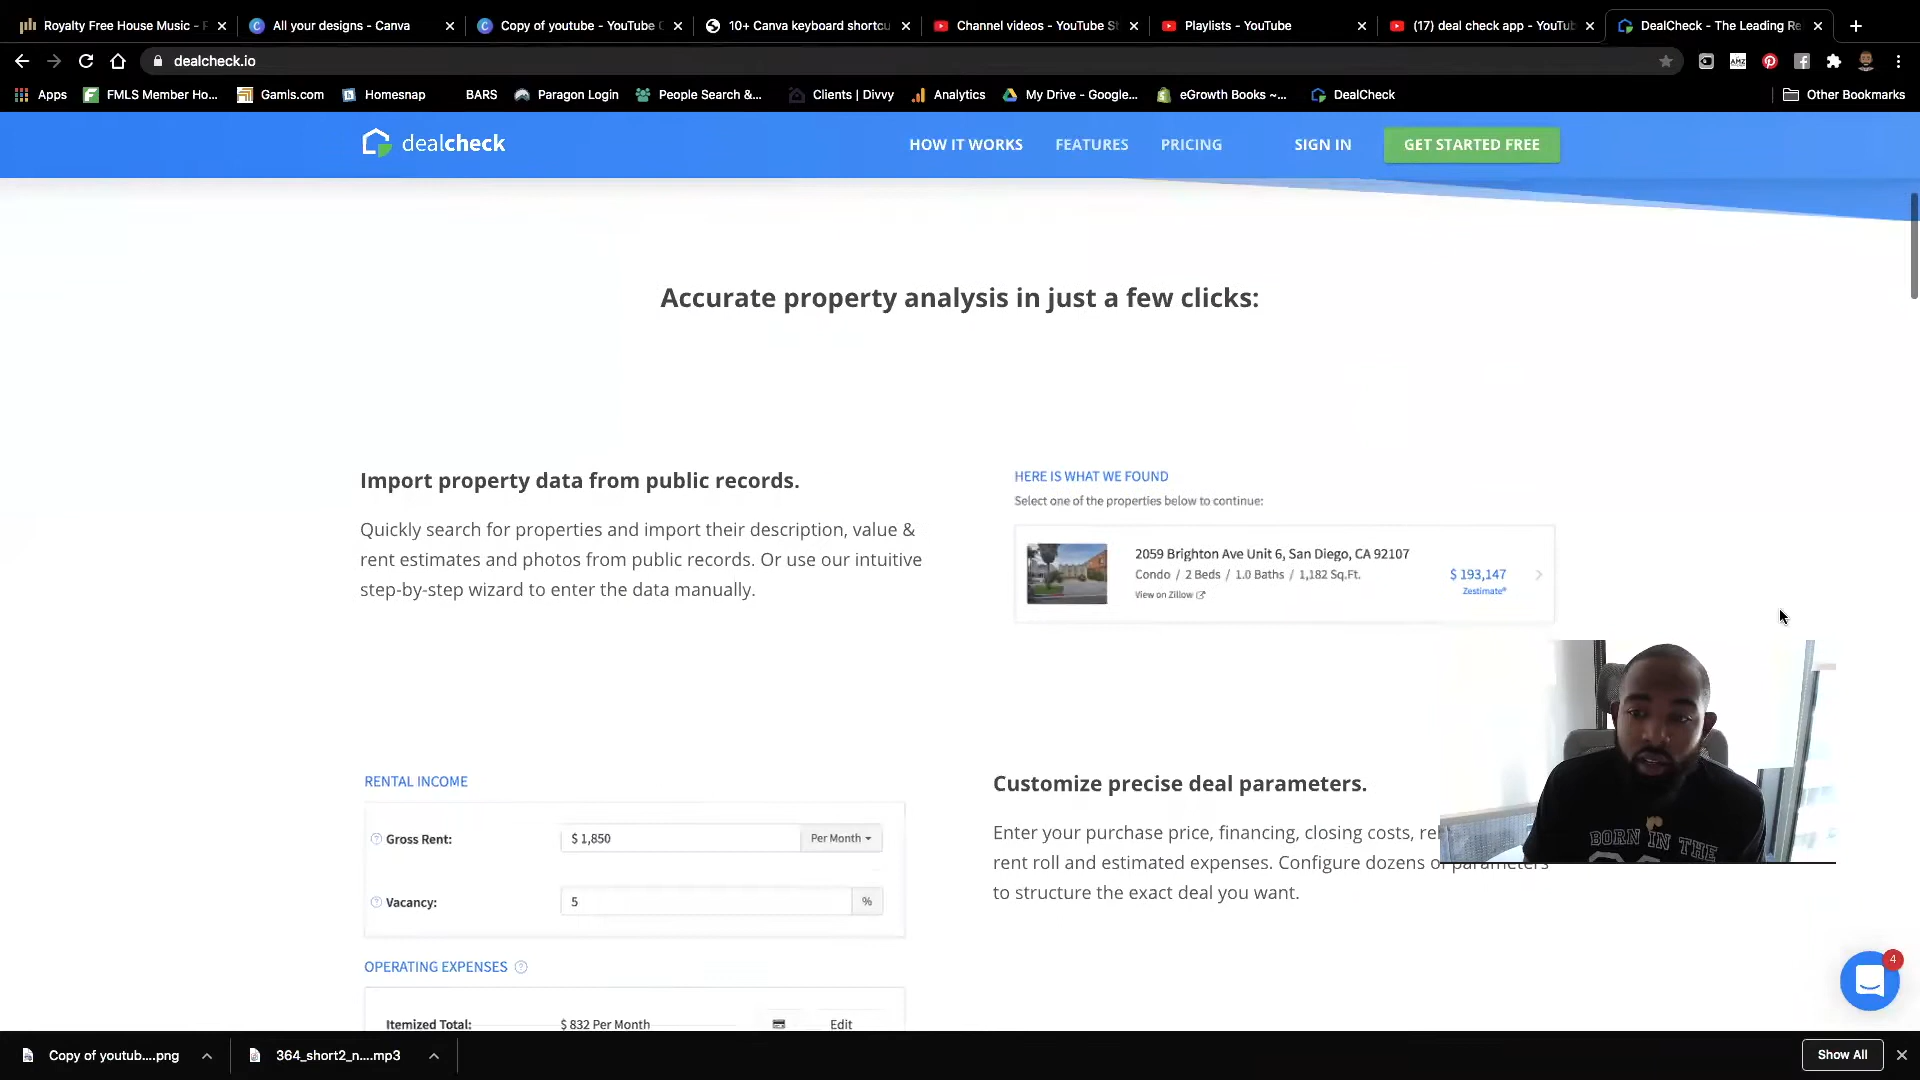 Royalty Free House Music - F
All your designs - Canva
Copy of youtube - YouTube C
10+ Canva keyboard shortcu
Channel videos - YouTube St
Playlists - YouTube
(17) deal check app - YouTub
DealCheck - The Leading Re
dealcheck.io
Apps
FMLS Member Ho...
Gamls.com
Homesnap
BARS
Paragon Login
People Search &...
Clients | Divvy
Analytics
My Drive - Google...
eGrowth Books ~...
DealCheck
Other Bookmarks
dealcheck
HOW IT WORKS
FEATURES
PRICING
SIGN IN
GET STARTED FREE
Accurate property analysis in just a few clicks:
Import property data from public records.
Quickly search for properties and import their description, value &
rent estimates and photos from public records. Or use our intuitive
step-by-step wizard to enter the data manually.
HERE IS WHAT WE FOUND
Select one of the properties below to continue:
2059 Brighton Ave Unit 6, San Diego, CA 92107
Condo / 2 Beds / 1.0 Baths / 1,182 Sq.Ft.
View on Zillow
$ 193,147
Zestimate®
RENTAL INCOME
Gross Rent:
$ 1,850
Per Month
Vacancy:
5
%
OPERATING EXPENSES
Itemized Total:
$ 832 Per Month
Edit
Customize precise deal parameters.
Enter your purchase price, financing, closing costs,
rent roll and estimated expenses. Configure dozens of parameters
to structure the exact deal you want.
BORN IN THE
4
Copy of youtub....png
364_short2_n....mp3
Show All